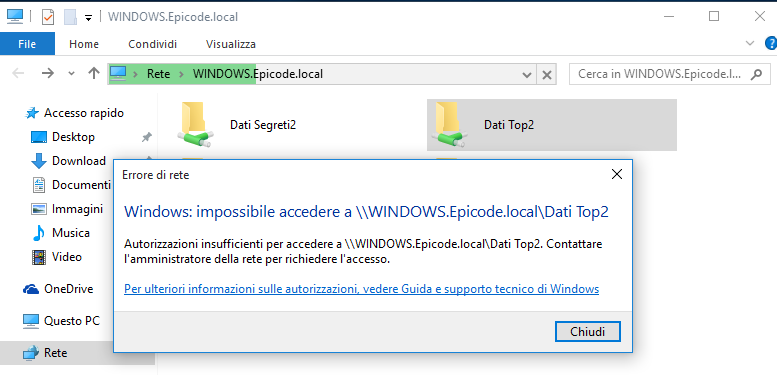 WINDOWS.Epicode.local
File Home Condividi Visualizza
Rete WINDOWS.Epicode.local Cerca in WINDOWS.Epicode.l...
Accesso rapido
Desktop
Download
Documenti
Immagini
Musica
Video
OneDrive
Questo PC
Rete
Dati Segreti2 Dati Top2
Errore di rete
Windows: impossibile accedere a \\WINDOWS.Epicode.local\Dati Top2
Autorizzazioni insufficienti per accedere a \\WINDOWS.Epicode.local\Dati Top2. Contattare
l'amministratore della rete per richiedere l'accesso.
Per ulteriori informazioni sulle autorizzazioni, vedere Guida e supporto tecnico di Windows
Chiudi